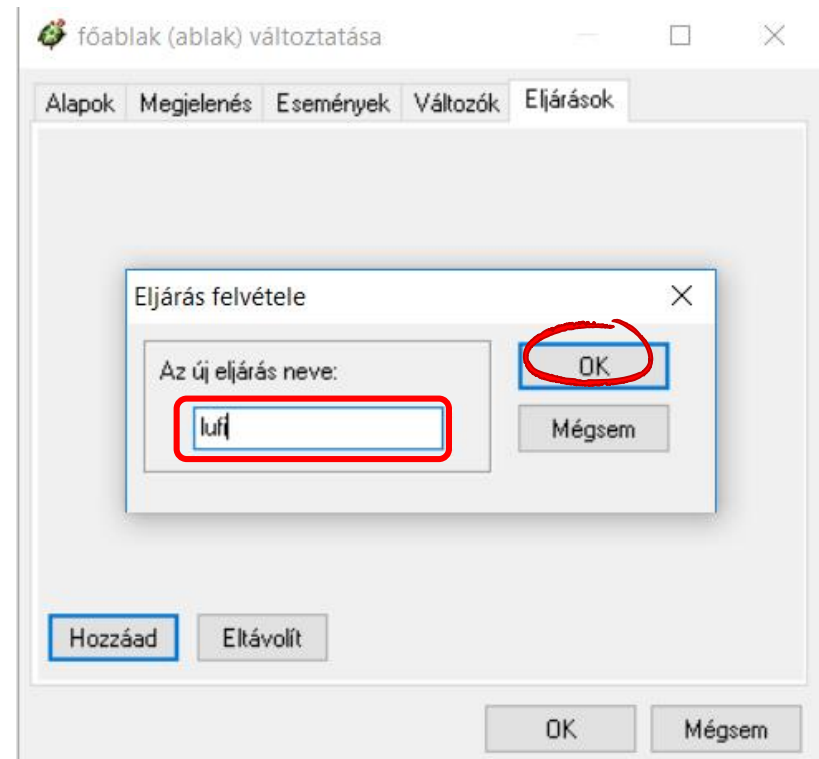 főablak (ablak) változtatása
Alapok Megjelenés Események Változók Eljárások
Eljárás felvétele
Az új eljárás neve:
OK
lufi
Mégsem
Hozzáad Eltávolít
OK Mégsem